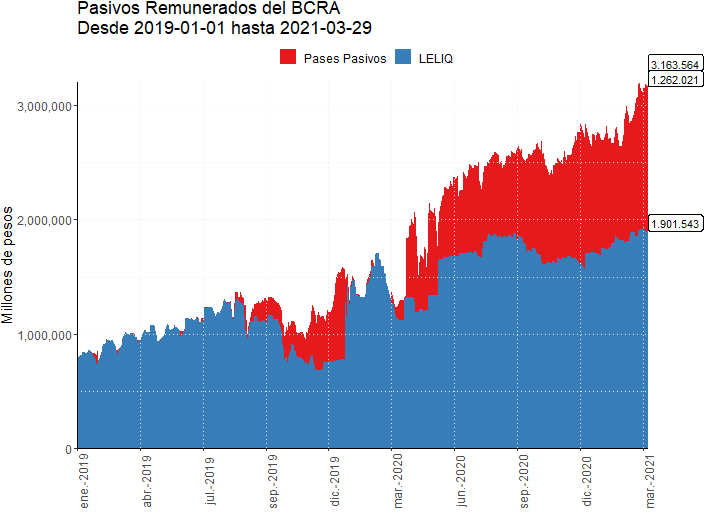 Pasivos Remunerados del BCRA
Desde 2019-01-01 hasta 2021-03-29
Pases Pasivos
LELIQ
3.163.564
1.262.021
1.901.543
Millones de pesos
3,000,000
2,000,000
1,000,000
0
ene.-2019
abr.-2019
jul.-2019
sep.-2019
dic.-2019
mar.-2020
jun.-2020
sep.-2020
dic.-2020
mar.-2021